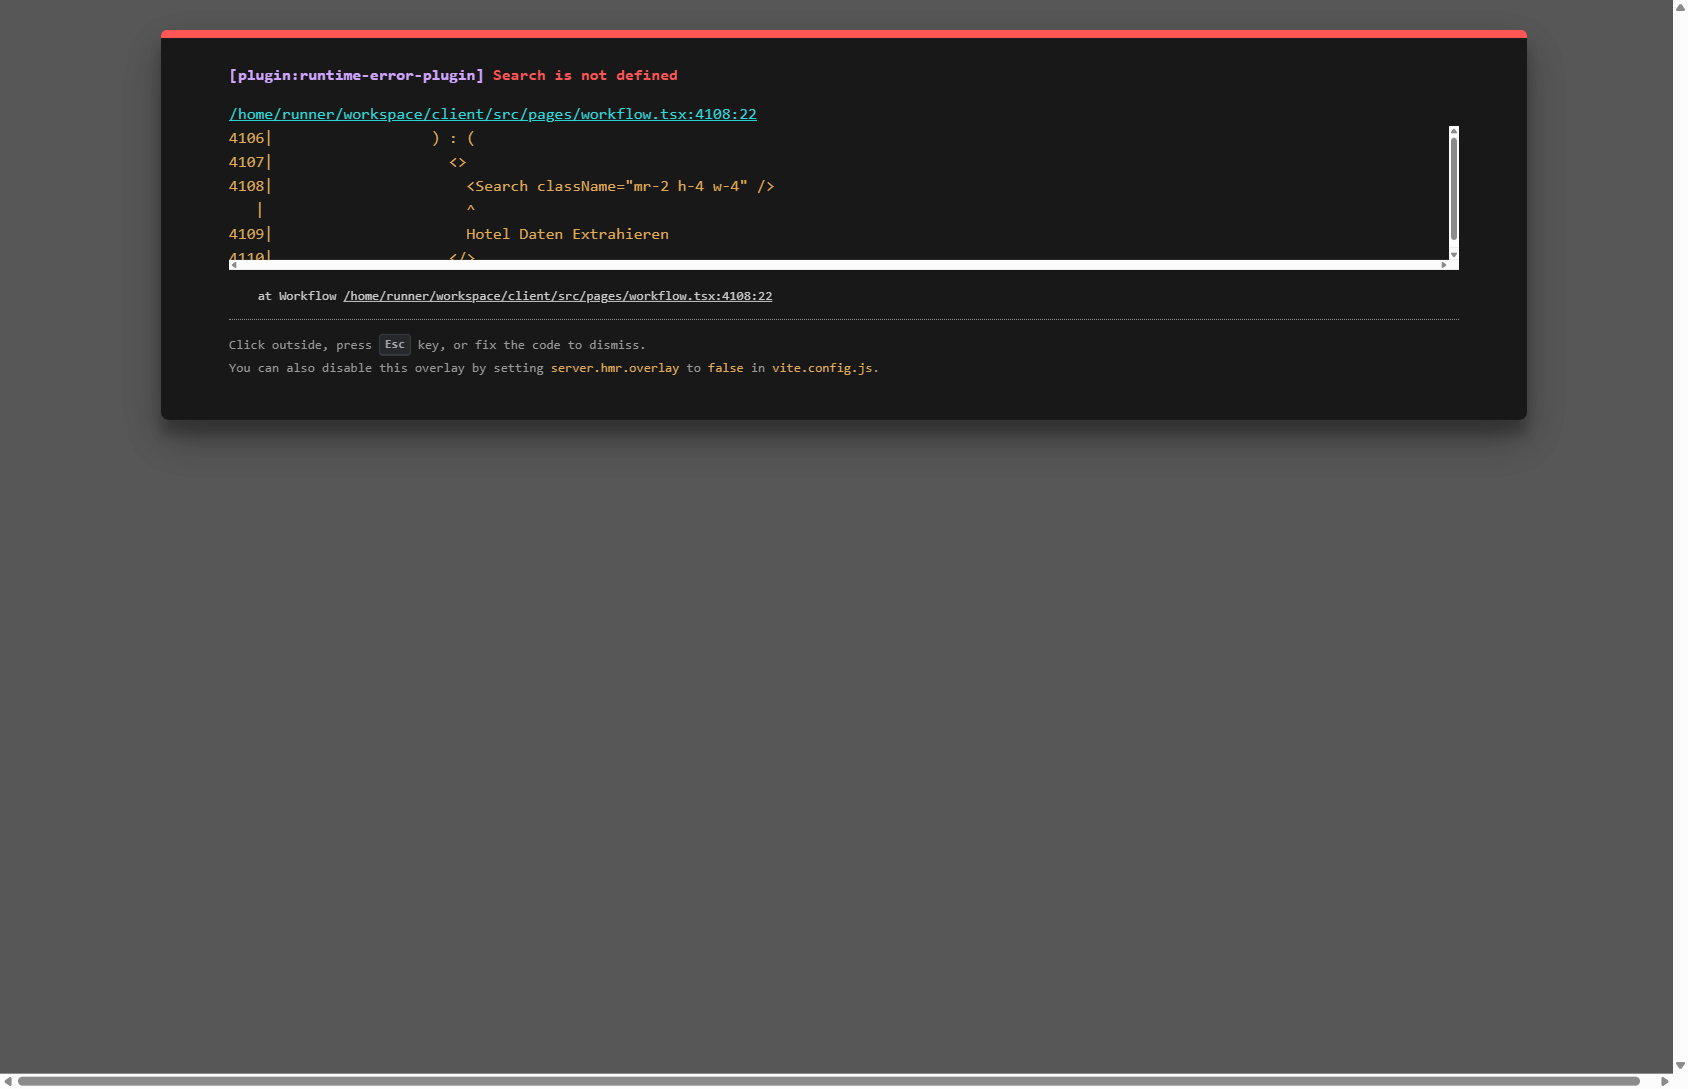 [plugin:runtime-error-plugin] Search is not defined
/home/runner/workspace/client/src/pages/workflow.tsx:4108:22
4106|                  ) : (
4107|                    <>
4108|                      <Search className="mr-2 h-4 w-4" />
   |                       ^
4109|                      Hotel Daten Extrahieren
4110|                    </>
at Workflow /home/runner/workspace/client/src/pages/workflow.tsx:4108:22
Click outside, press Esc key, or fix the code to dismiss.
You can also disable this overlay by setting server.hmr.overlay to false in vite.config.js.